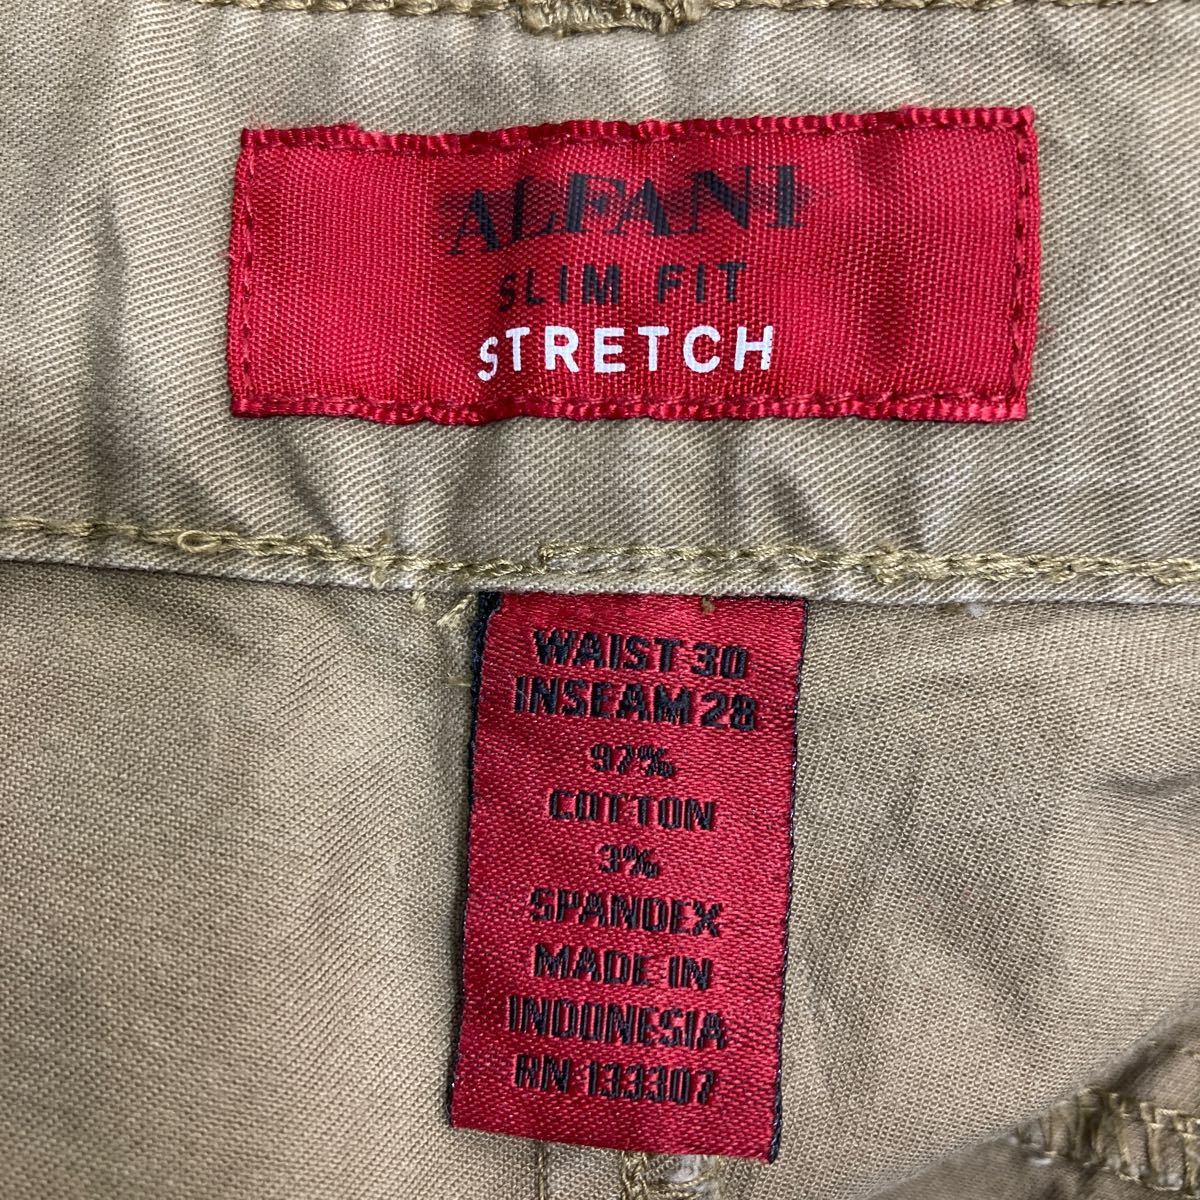 ALFANI
SLIM FIT
STRETCH
WAIST 30
INSEAM 28
97%
COTTON
3%
SPANDEX
MADE IN
INDONESIA
RN 133307